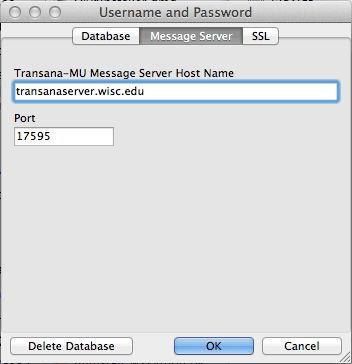 Username and Password
Database Message Server SSL
Transana-MU Message Server Host Name
transanaserver.wisc.edu
Port
17595
Delete Database OK Cancel